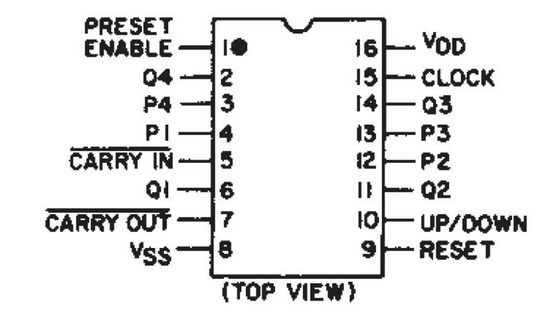 PRESET
ENABLE 1 16 VDD
Q4 2 15 CLOCK
P4 3 14 Q3
P1 4 13 P3
CARRY IN 5 12 P2
Q1 6 11 Q2
CARRY OUT 7 10 UP/DOWN
VSS 8 9 RESET
(TOP VIEW)